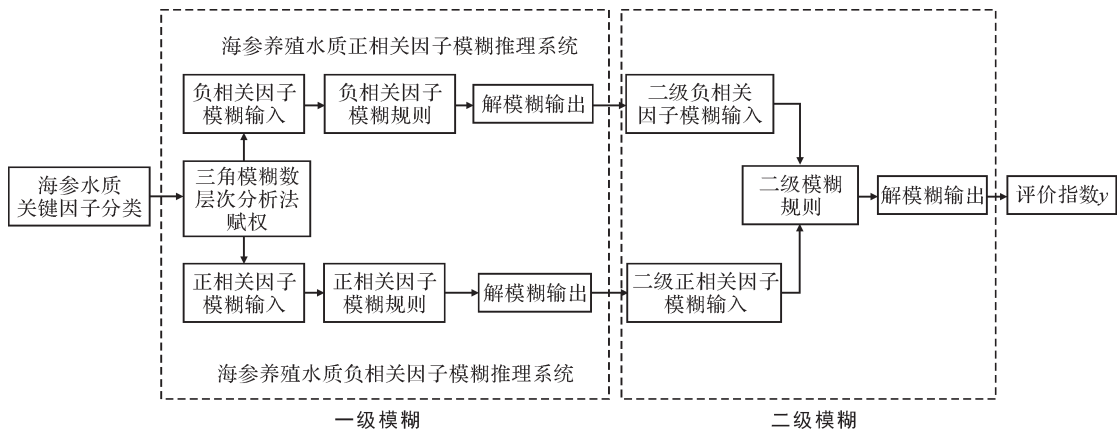 海参养殖水质正相关因子模糊推理系统
负相关因子
模糊输入
负相关因子
模糊规则
解模糊输出
二级负相关
因子模糊输入
海参水质
关键因子分类
三角模糊数
层次分析法
赋权
二级模糊
规则
解模糊输出
评价指数y
正相关因子
模糊输入
正相关因子
模糊规则
解模糊输出
二级正相关因子
模糊输入
海参养殖水质负相关因子模糊推理系统
一级模糊
二级模糊